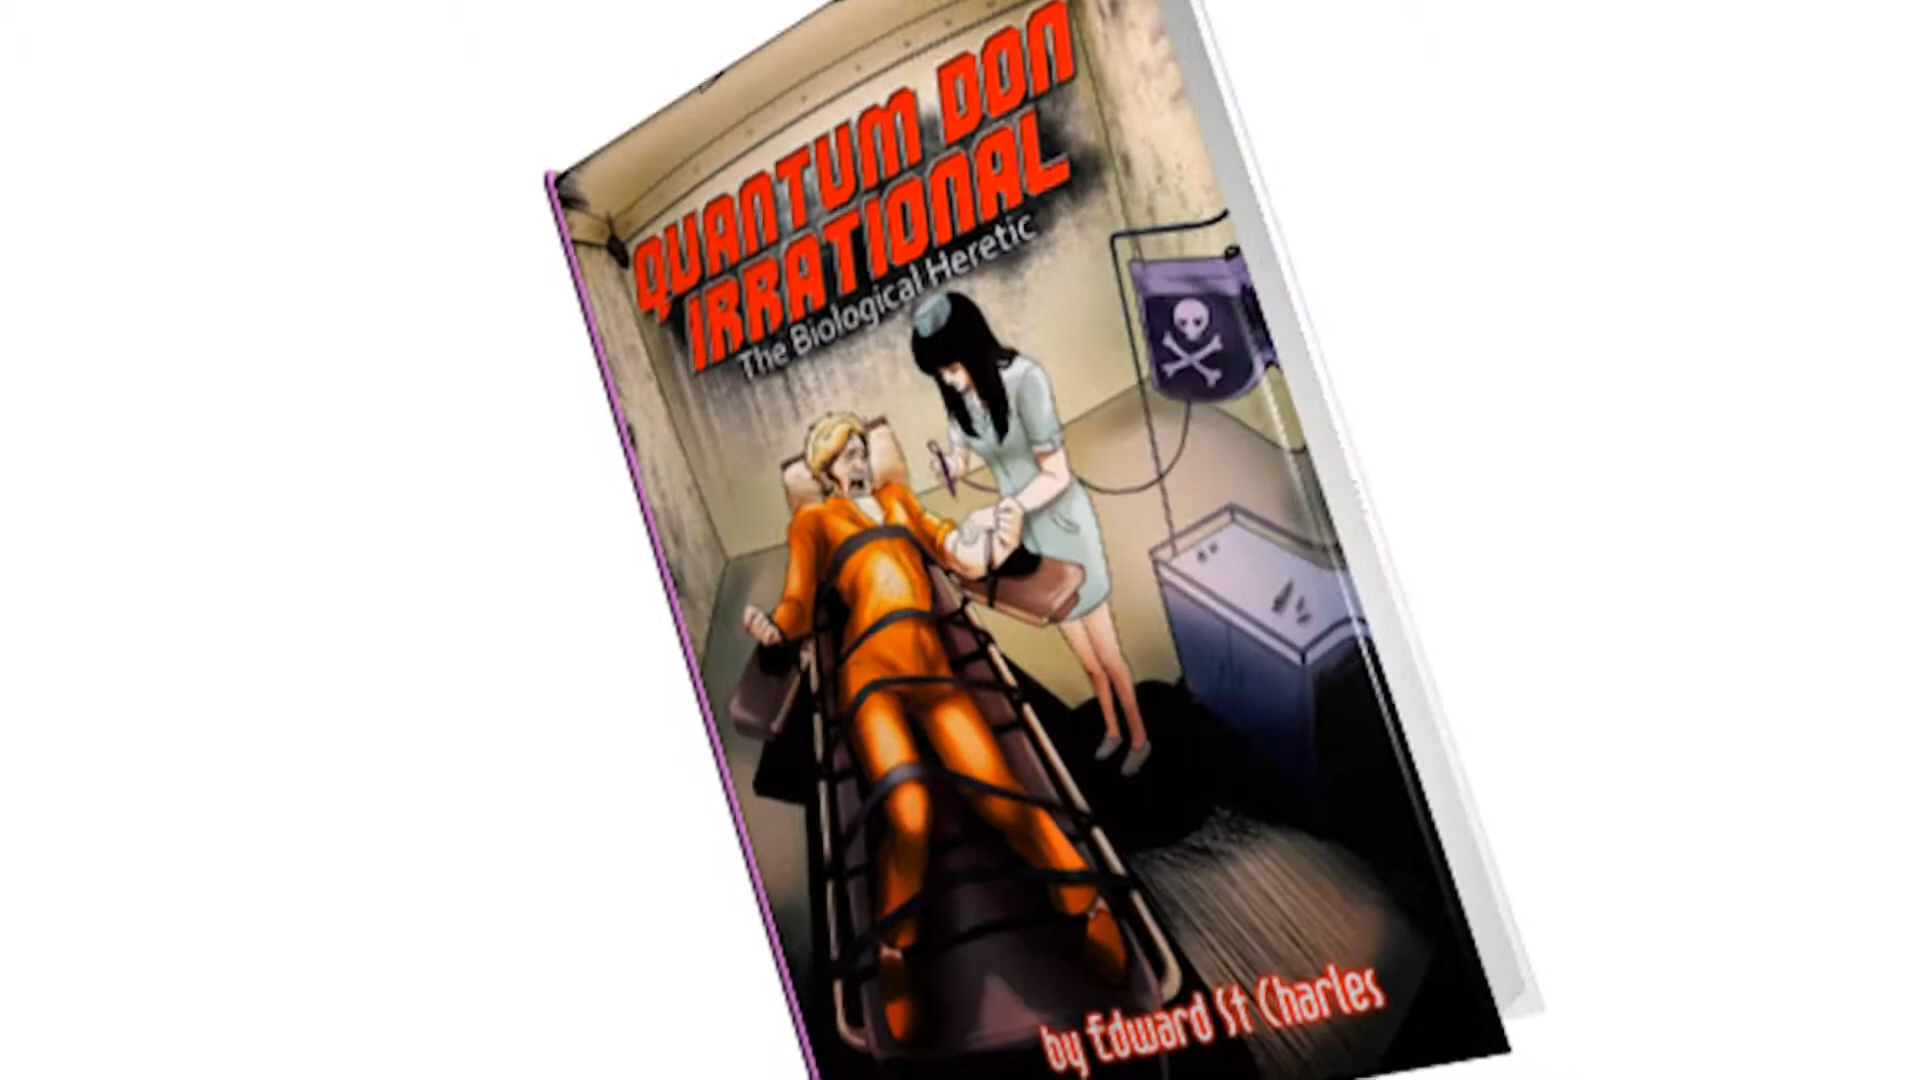 QUANTUM DON
IRRATIONAL
The Biological Heretic
by Edward St Charles